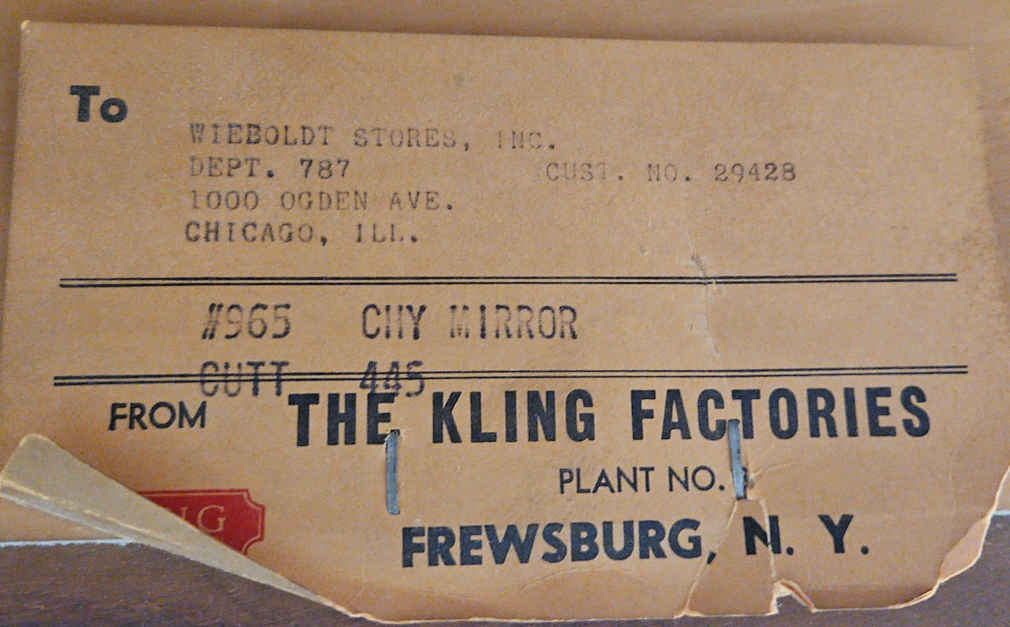 To
WIEBOLDT STORES, INC.
DEPT. 787 CUST. NO. 29428
1000 OGDEN AVE.
CHICAGO, ILL.
#965 CHY MIRROR
CUTT 445
FROM THE KLING FACTORIES
PLANT NO.
FREWSBURG, N. Y.